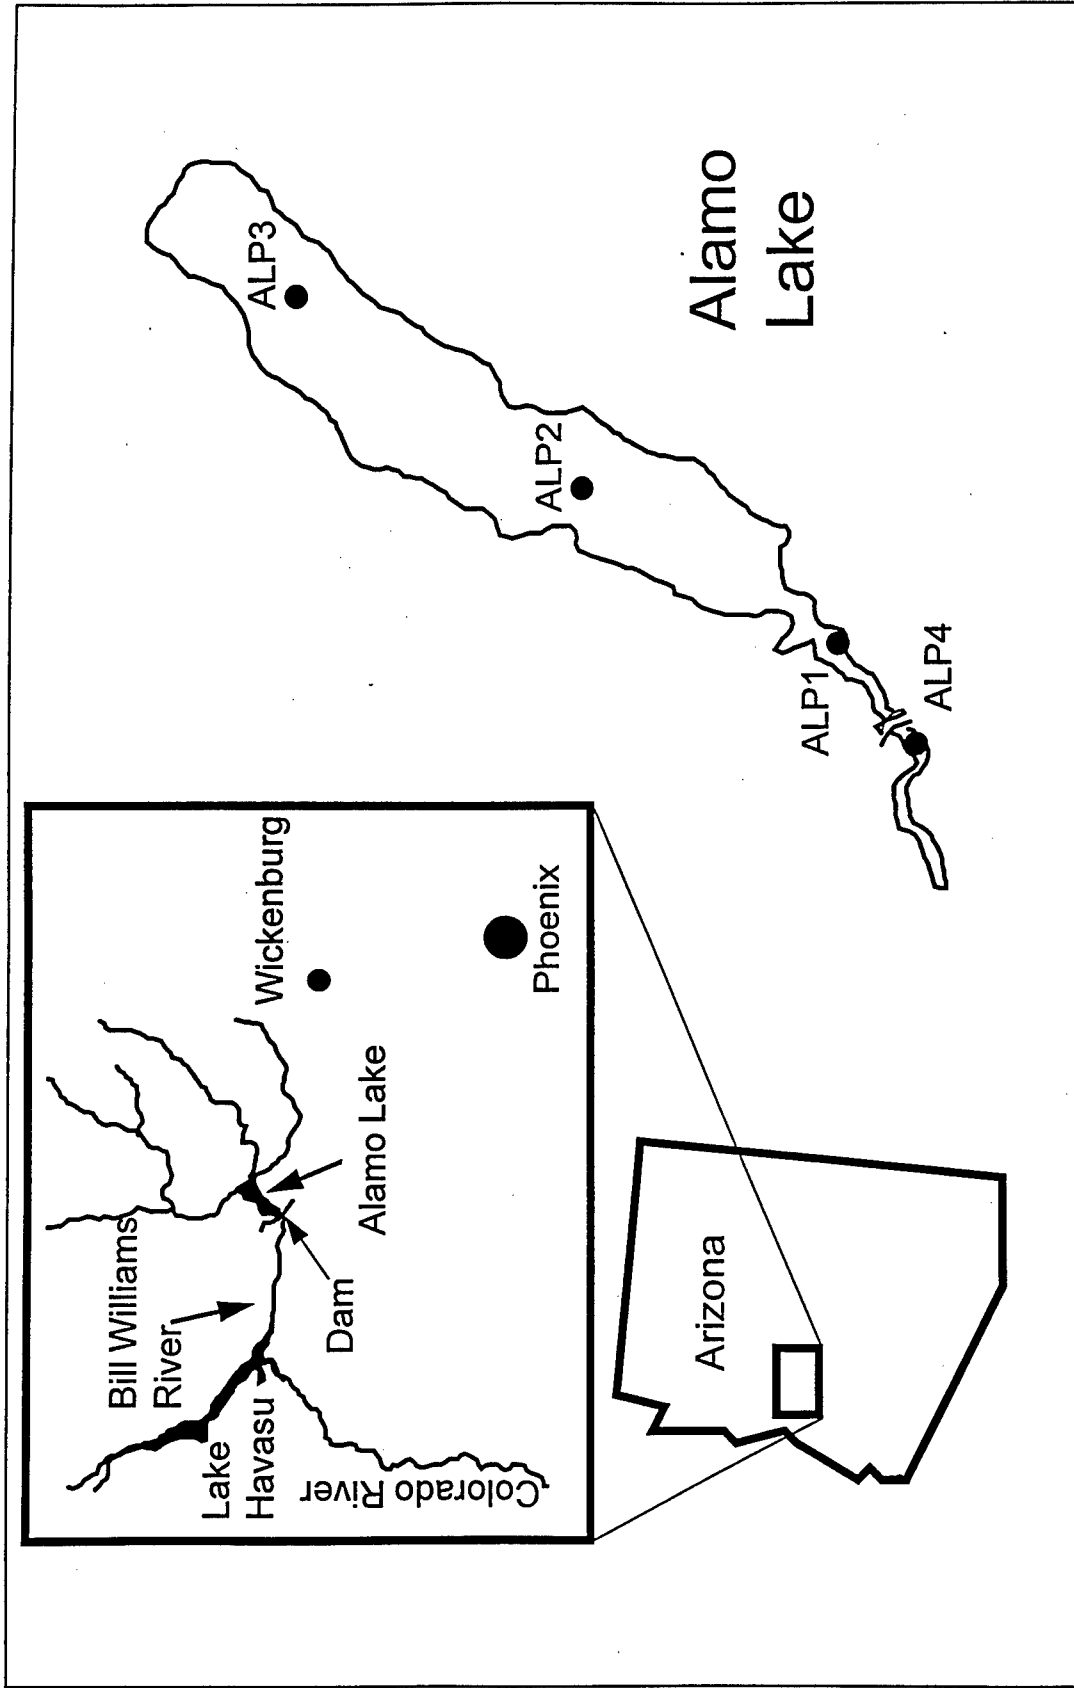 Bill Williams
River
Wickenburg
Lake
Havasu
Alamo Lake
Dam
Colorado River
Phoenix
Arizona
ALP3
ALP2
ALP1
ALP4
Alamo
Lake